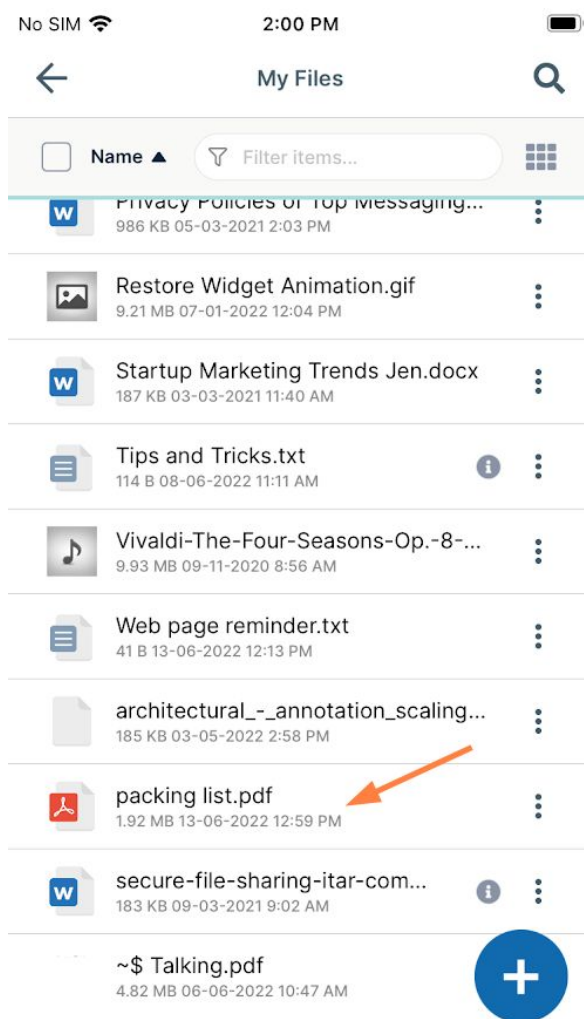 No SIM 2:00 PM
My Files
Name ▲ Filter items...
Privacy Policies of Top Messaging...
986 KB 05-03-2021 2:03 PM
Restore Widget Animation.gif
9.21 MB 07-01-2022 12:04 PM
W Startup Marketing Trends Jen.docx
187 KB 03-03-2021 11:40 AM
Tips and Tricks.txt
114 B 08-06-2022 11:11 AM
Vivaldi-The-Four-Seasons-Op.-8-...
9.93 MB 09-11-2020 8:56 AM
Web page reminder.txt
41 B 13-06-2022 12:13 PM
architectural_-_annotation_scaling...
185 KB 03-05-2022 2:58 PM
packing list.pdf
1.92 MB 13-06-2022 12:59 PM
W secure-file-sharing-itar-com...
183 KB 09-03-2021 9:02 AM
~$ Talking.pdf
4.82 MB 06-06-2022 10:47 AM